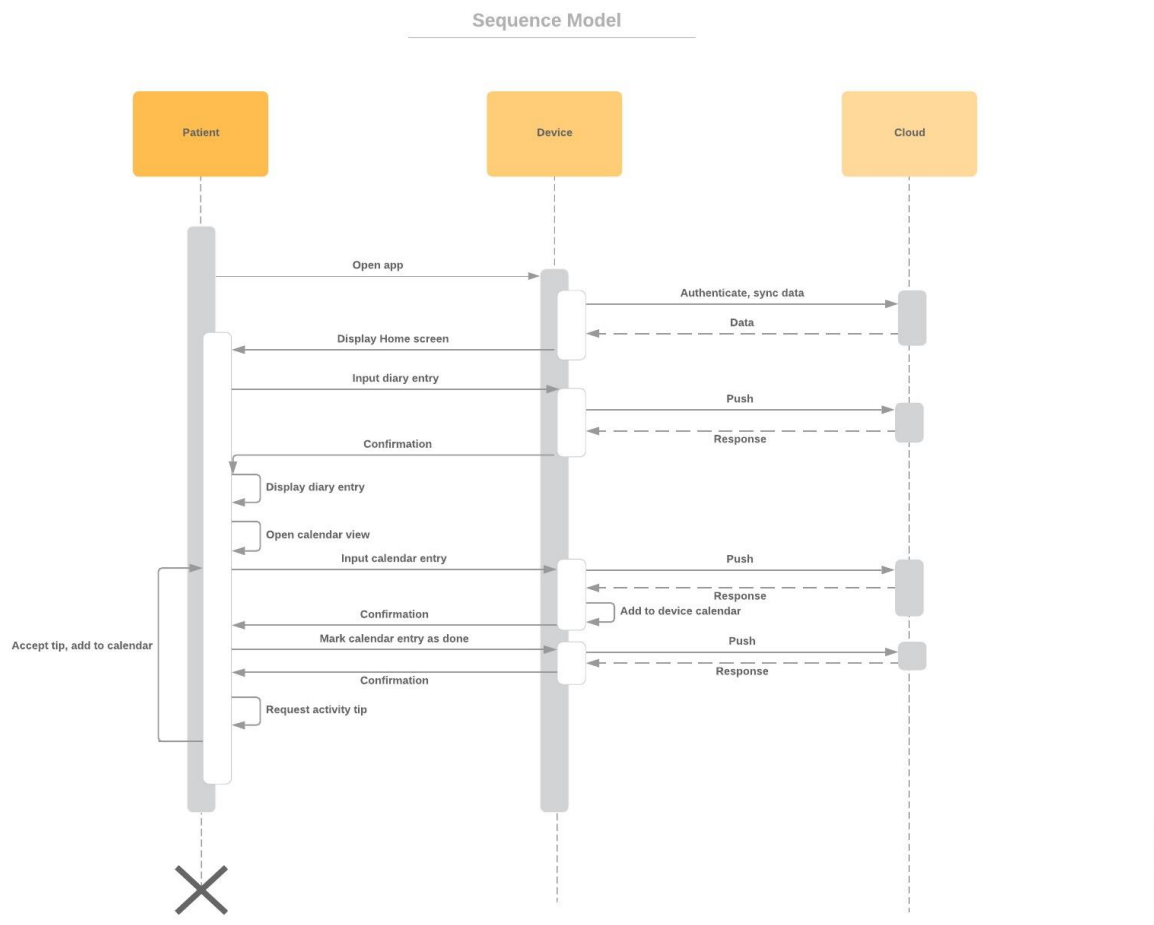 Sequence Model
Patient
Device
Cloud
Open app
Authenticate, sync data
Data
Display Home screen
Input diary entry
Push
Response
Confirmation
Display diary entry
Open calendar view
Input calendar entry
Push
Response
Add to device calendar
Confirmation
Mark calendar entry as done
Push
Accept tip, add to calendar
Response
Confirmation
Request activity tip